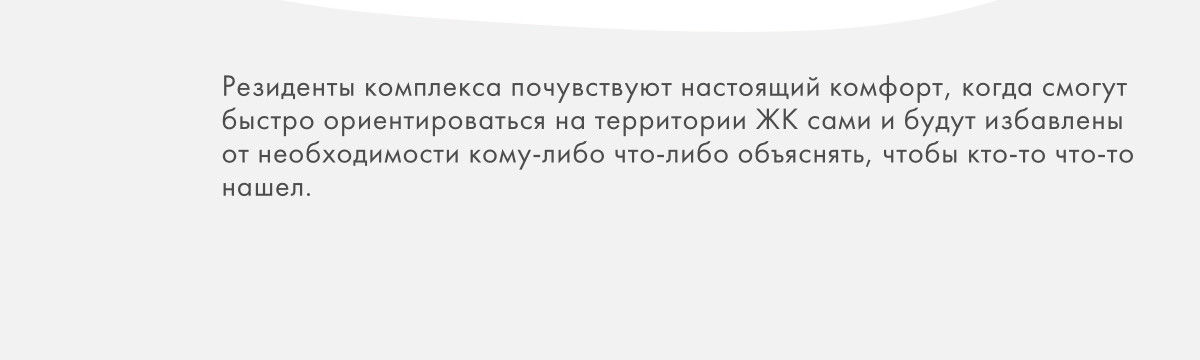 Резиденты комплекса почувствуют настоящий комфорт, когда смогут
быстро ориентироваться на территории ЖК сами и будут избавлены
от необходимости кому-либо что-либо объяснять, чтобы кто-то что-то
нашел.